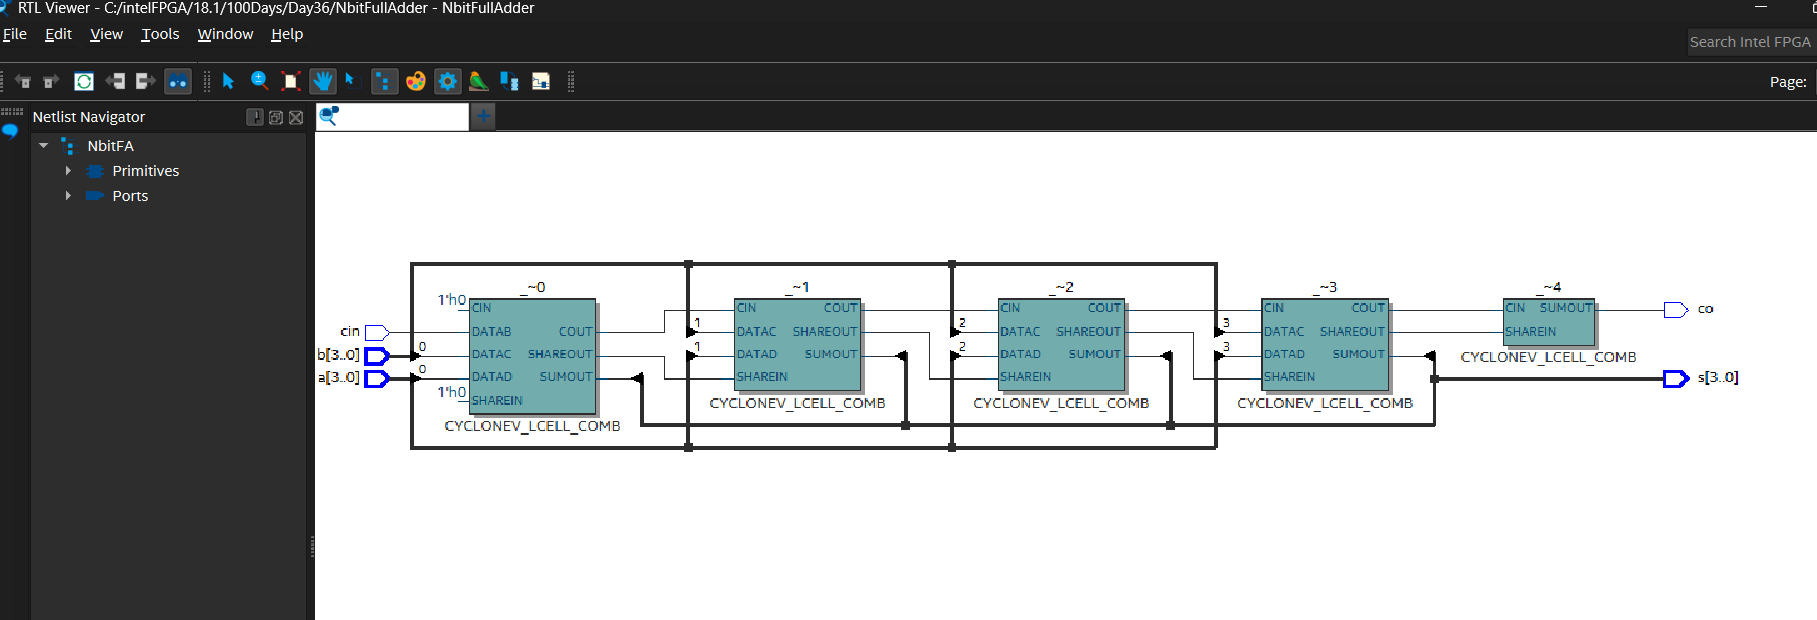 RTL Viewer - C:/intelFPGA/18.1/100Days/Day36/NbitFullAdder - NbitFullAdder
File Edit View Tools Window Help
Search Intel FPGA
Page:
Netlist Navigator
NbitFA
Primitives
Ports
_~0
1'h0
CIN
cin
DATAB COUT
b[3..0]
0
DATAC SHAREOUT
a[3..0]
0
DATAD SUMOUT
1'h0
SHAREIN
CYCLONEV_LCELL_COMB
_~1
CIN COUT
1
DATAC SHAREOUT
1
DATAD SUMOUT
SHAREIN
CYCLONEV_LCELL_COMB
_~2
CIN COUT
2
DATAC SHAREOUT
2
DATAD SUMOUT
SHAREIN
CYCLONEV_LCELL_COMB
_~3
CIN COUT
3
DATAC SHAREOUT
3
DATAD SUMOUT
SHAREIN
CYCLONEV_LCELL_COMB
_~4
CIN SUMOUT
SHAREIN
CYCLONEV_LCELL_COMB
co
s[3..0]